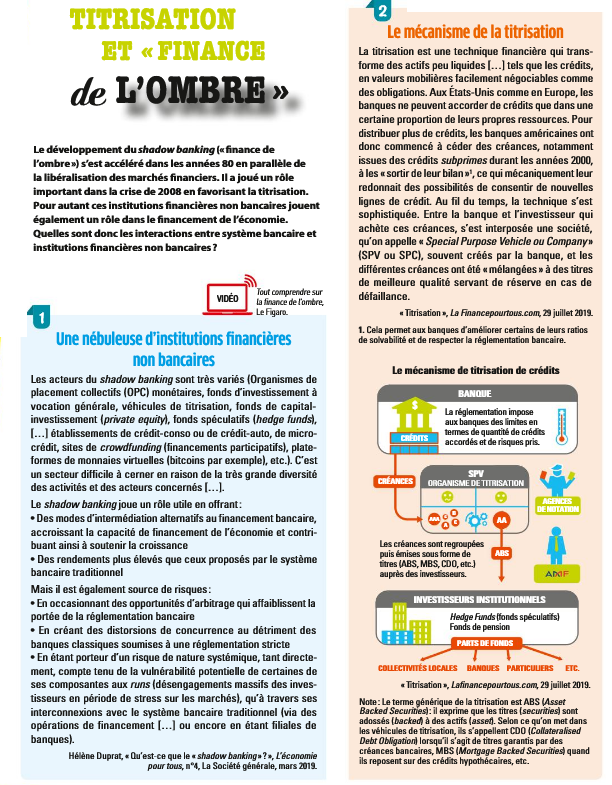 TITRISATION
ET « FINANCE
de L'OMBRE »
Le développement du shadow banking (« finance de
l'ombre ») s'est accéléré dans les années 80 en parallèle de
la libéralisation des marchés financiers. Il a joué un rôle
important dans la crise de 2008 en favorisant la titrisation.
Pour autant ces institutions financières non bancaires jouent
également un rôle dans le financement de l'économie.
Quelles sont donc les interactions entre système bancaire et
institutions financières non bancaires ?
VIDÉO
Tout comprendre sur
la finance de l'ombre,
Le Figaro.
1
Une nébuleuse d'institutions financières
non bancaires
Les acteurs du shadow banking sont très variés (Organismes de
placement collectifs (OPC) monétaires, fonds d'investissement à
vocation générale, véhicules de titrisation, fonds de capital-
investissement (private equity), fonds spéculatifs (hedge funds),
[…] établissements de crédit-conso ou de crédit-auto, de micro-
crédit, sites de crowdfunding (financements participatifs), plate-
formes de monnaies virtuelles (bitcoins par exemple), etc.). C'est
un secteur difficile à cerner en raison de la très grande diversité
des activités et des acteurs concernés […].
Le shadow banking joue un rôle utile en offrant :
• Des modes d'intermédiation alternatifs au financement bancaire,
accroissant la capacité de financement de l'économie et contri-
buant ainsi à soutenir la croissance
• Des rendements plus élevés que ceux proposés par le système
bancaire traditionnel
Mais il est également source de risques :
• En occasionnant des opportunités d'arbitrage qui affaiblissent la
portée de la réglementation bancaire
• En créant des distorsions de concurrence au détriment des
banques classiques soumises à une réglementation stricte
• En étant porteur d'un risque de nature systémique, tant directe-
ment, compte tenu de la vulnérabilité potentielle de certaines de
ses composantes aux runs (désengagements massifs des inves-
tisseurs en période de stress sur les marchés), qu'à travers ses
interconnexions avec le système bancaire traditionnel (via des
opérations de financement […] ou encore en étant filiales de
banques).
Hélène Duprat, « Qu'est-ce que le « shadow banking » ? », L'économie
pour tous, n°4, La Société générale, mars 2019.
2
Le mécanisme de la titrisation
La titrisation est une technique financière qui trans-
forme des actifs peu liquides […] tels que les crédits,
en valeurs mobilières facilement négociables comme
des obligations. Aux États-Unis comme en Europe, les
banques ne peuvent accorder de crédits que dans une
certaine proportion de leurs propres ressources. Pour
distribuer plus de crédits, les banques américaines ont
donc commencé à céder des créances, notamment
issues des crédits subprimes durant les années 2000,
à les « sortir de leur bilan »¹, ce qui mécaniquement leur
redonnait des possibilités de consentir de nouvelles
lignes de crédit. Au fil du temps, la technique s'est
sophistiquée. Entre la banque et l'investisseur qui
achète ces créances, s'est interposée une société,
qu'on appelle « Special Purpose Vehicule ou Company »
(SPV ou SPC), souvent créés par la banque, et les
différentes créances ont été « mélangées » à des titres
de meilleure qualité servant de réserve en cas de
défaillance.
« Titrisation », La Financepourtous.com, 29 juillet 2019.
1. Cela permet aux banques d'améliorer certains de leurs ratios
de solvabilité et de respecter la réglementation bancaire.
Le mécanisme de titrisation de crédits
BANQUE
La réglementation impose
aux banques des limites en
termes de quantité de crédits
accordés et de risques pris.
$
CRÉDITS
CRÉANCES
SPV
ORGANISME DE TITRISATION
AAA
B
AA
AGENCES
DE NOTATION
Les créances sont regroupées
puis émises sous forme de
titres (ABS, MBS, CDO, etc.)
auprès des investisseurs.
ABS
INVESTISSEURS INSTITUTIONNELS
Hedge Funds (fonds spéculatifs)
Fonds de pension
PARTS DE FONDS
COLLECTIVITÉS LOCALES BANQUES PARTICULIERS ETC.
« Titrisation », Lafinancepourtous.com, 29 juillet 2019.
Note : Le terme générique de la titrisation est ABS (Asset
Backed Securities) : il exprime que les titres (securities) sont
adossés (backed) à des actifs (asset). Selon ce qu'on met dans
les véhicules de titrisation, ils s'appellent CDO (Collateralised
Debt Obligation) lorsqu'il s'agit de titres garantis par des
créances bancaires, MBS (Mortgage Backed Securities) quand
ils reposent sur des crédits hypothécaires, etc.